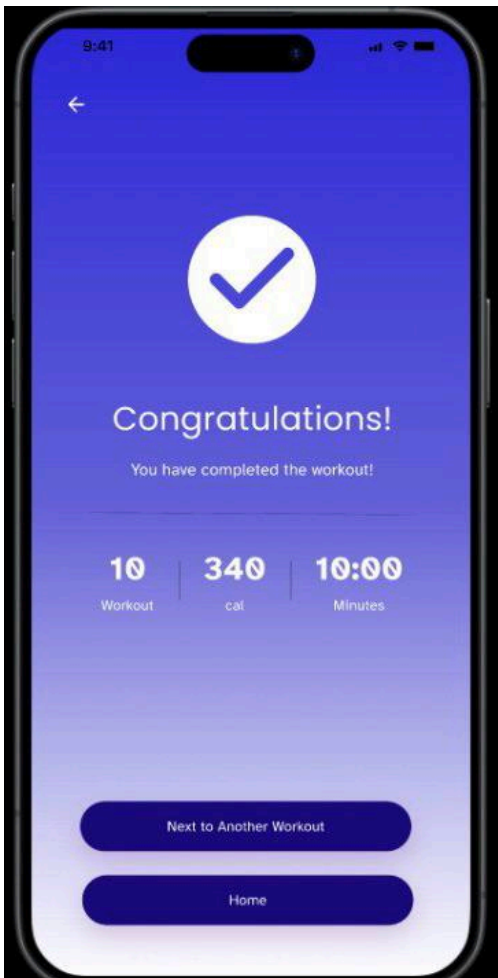 9:41
Congratulations!
You have completed the workout!
10 340 10:00
Workout cal Minutes
Next to Another Workout
Home